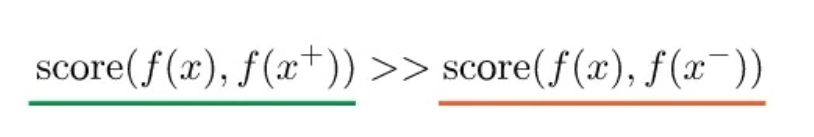 score(f(x), f(x⁺)) >> score(f(x), f(x⁻))